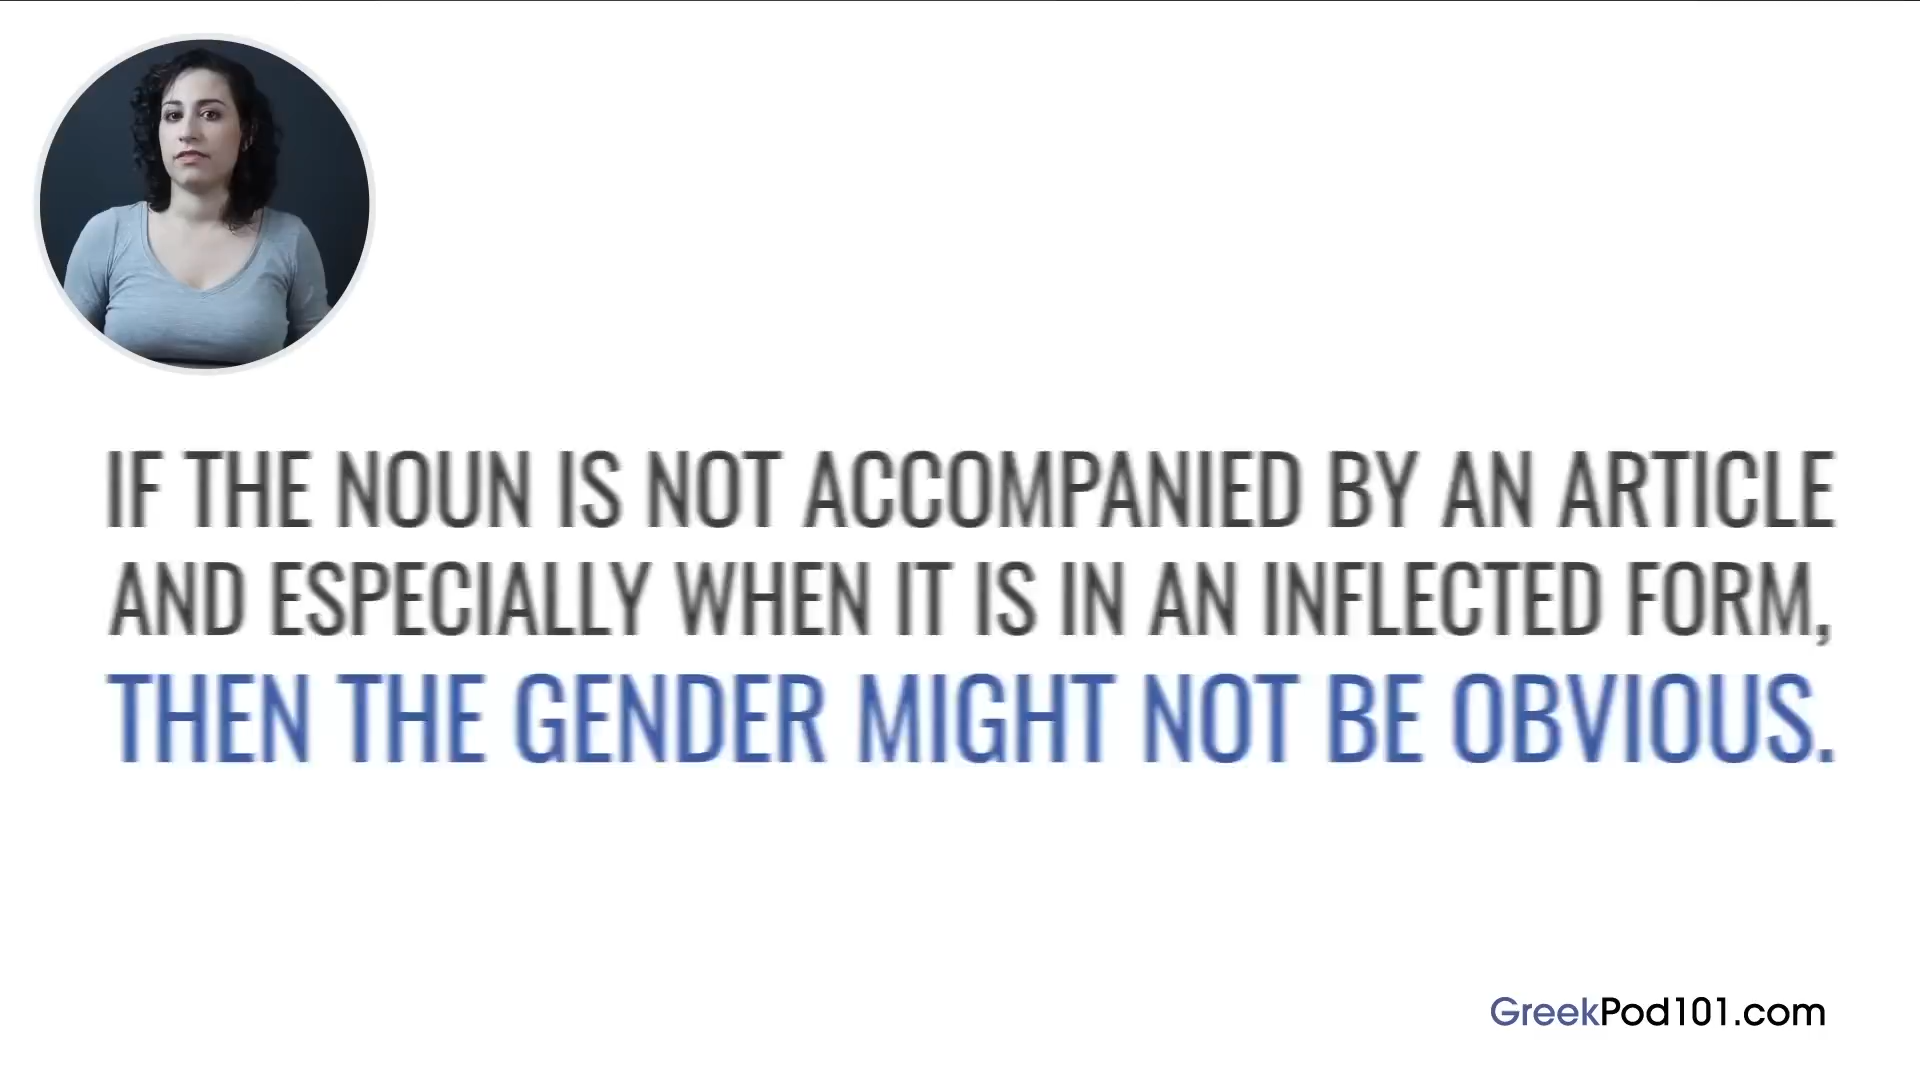 IF THE NOUN IS NOT ACCOMPANIED BY AN ARTICLE
AND ESPECIALLY WHEN IT IS IN AN INFLECTED FORM,
THEN THE GENDER MIGHT NOT BE OBVIOUS.
GreekPod101.com